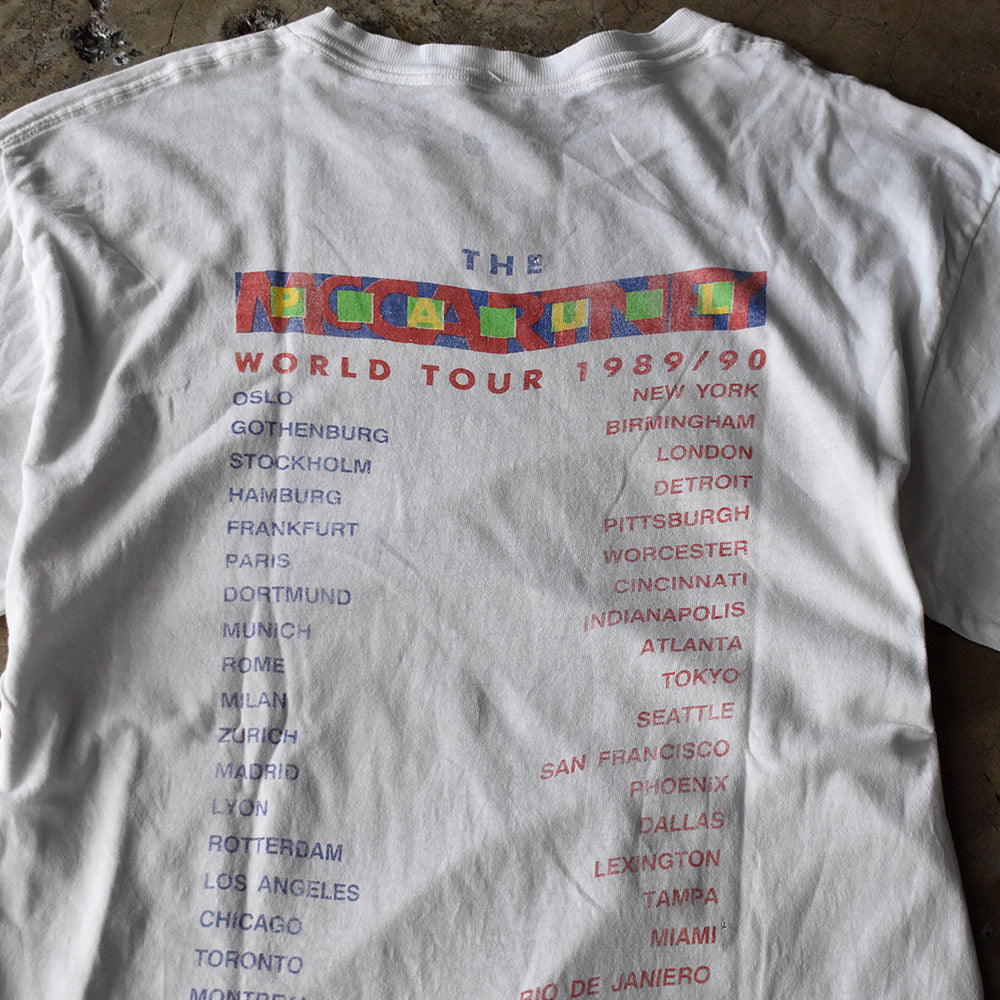 THE
MCCARTNEY
PAUL
WORLD TOUR 1989/90
OSLO
GOTHENBURG
STOCKHOLM
HAMBURG
FRANKFURT
PARIS
DORTMUND
MUNICH
ROME
MILAN
ZURICH
MADRID
LYON
ROTTERDAM
LOS ANGELES
CHICAGO
TORONTO
NEW YORK
BIRMINGHAM
LONDON
DETROIT
PITTSBURGH
WORCESTER
CINCINNATI
INDIANAPOLIS
ATLANTA
TOKYO
SEATTLE
SAN FRANCISCO
PHOENIX
DALLAS
LEXINGTON
TAMPA
MIAMI
RIO DE JANIERO